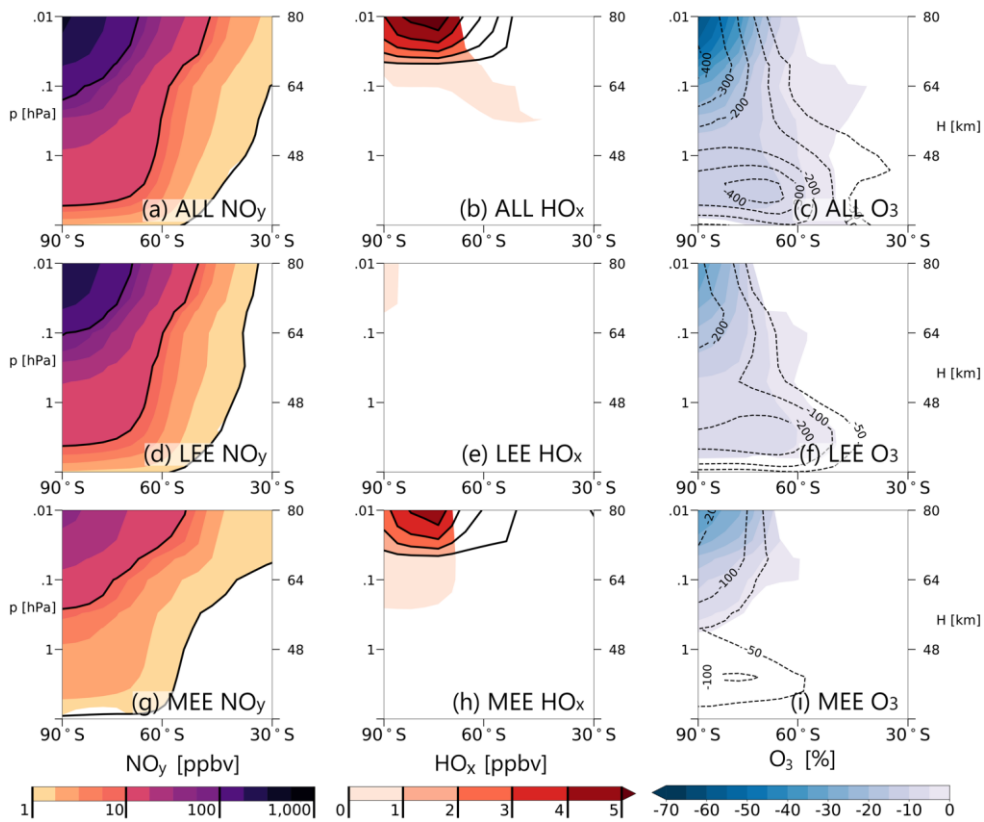 .01 80 .01 80 .01 80
.1 64 .1 64 .1 64
p [hPa] H [km]
1 48 1 48 1 48
-400 -300 -200 -200 -400
(a) ALL NOy (b) ALL HOx (c) ALL O3
90°S 60°S 30°S 90°S 60°S 30°S 90°S 60°S 30°S
.01 80 .01 80 .01 80
.1 64 .1 64 .1 64
p [hPa] H [km]
1 48 1 48 1 48
-200 -100 -50 -200
(d) LEE NOy (e) LEE HOx (f) LEE O3
90°S 60°S 30°S 90°S 60°S 30°S 90°S 60°S 30°S
.01 80 .01 80 .01 80
.1 64 .1 64 .1 64
p [hPa] H [km]
1 48 1 48 1 48
-100 -50 -100
(g) MEE NOy (h) MEE HOx (i) MEE O3
90°S 60°S 30°S 90°S 60°S 30°S 90°S 60°S 30°S
NOy [ppbv] HOx [ppbv] O3 [%]
1 10 100 1,000 0 1 2 3 4 5 -70 -60 -50 -40 -30 -20 -10 0